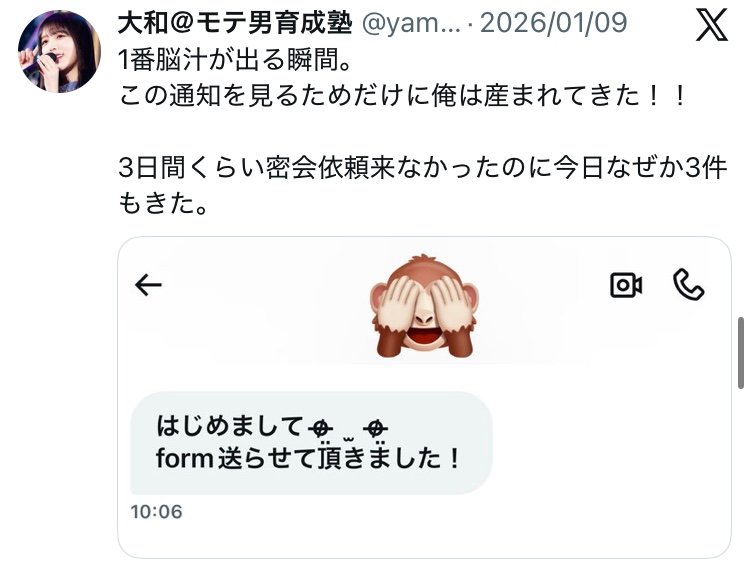 大和@モテ男育成塾 @yam... · 2026/01/09
1番脳汁が出る瞬間。
この通知を見るためだけに俺は産まれてきた！！
3日間くらい密会依頼来なかったのに今日なぜか3件
もきた。
はじめまして⌖̈ ̮ ⌖̈
form送らせて頂きました！
10:06